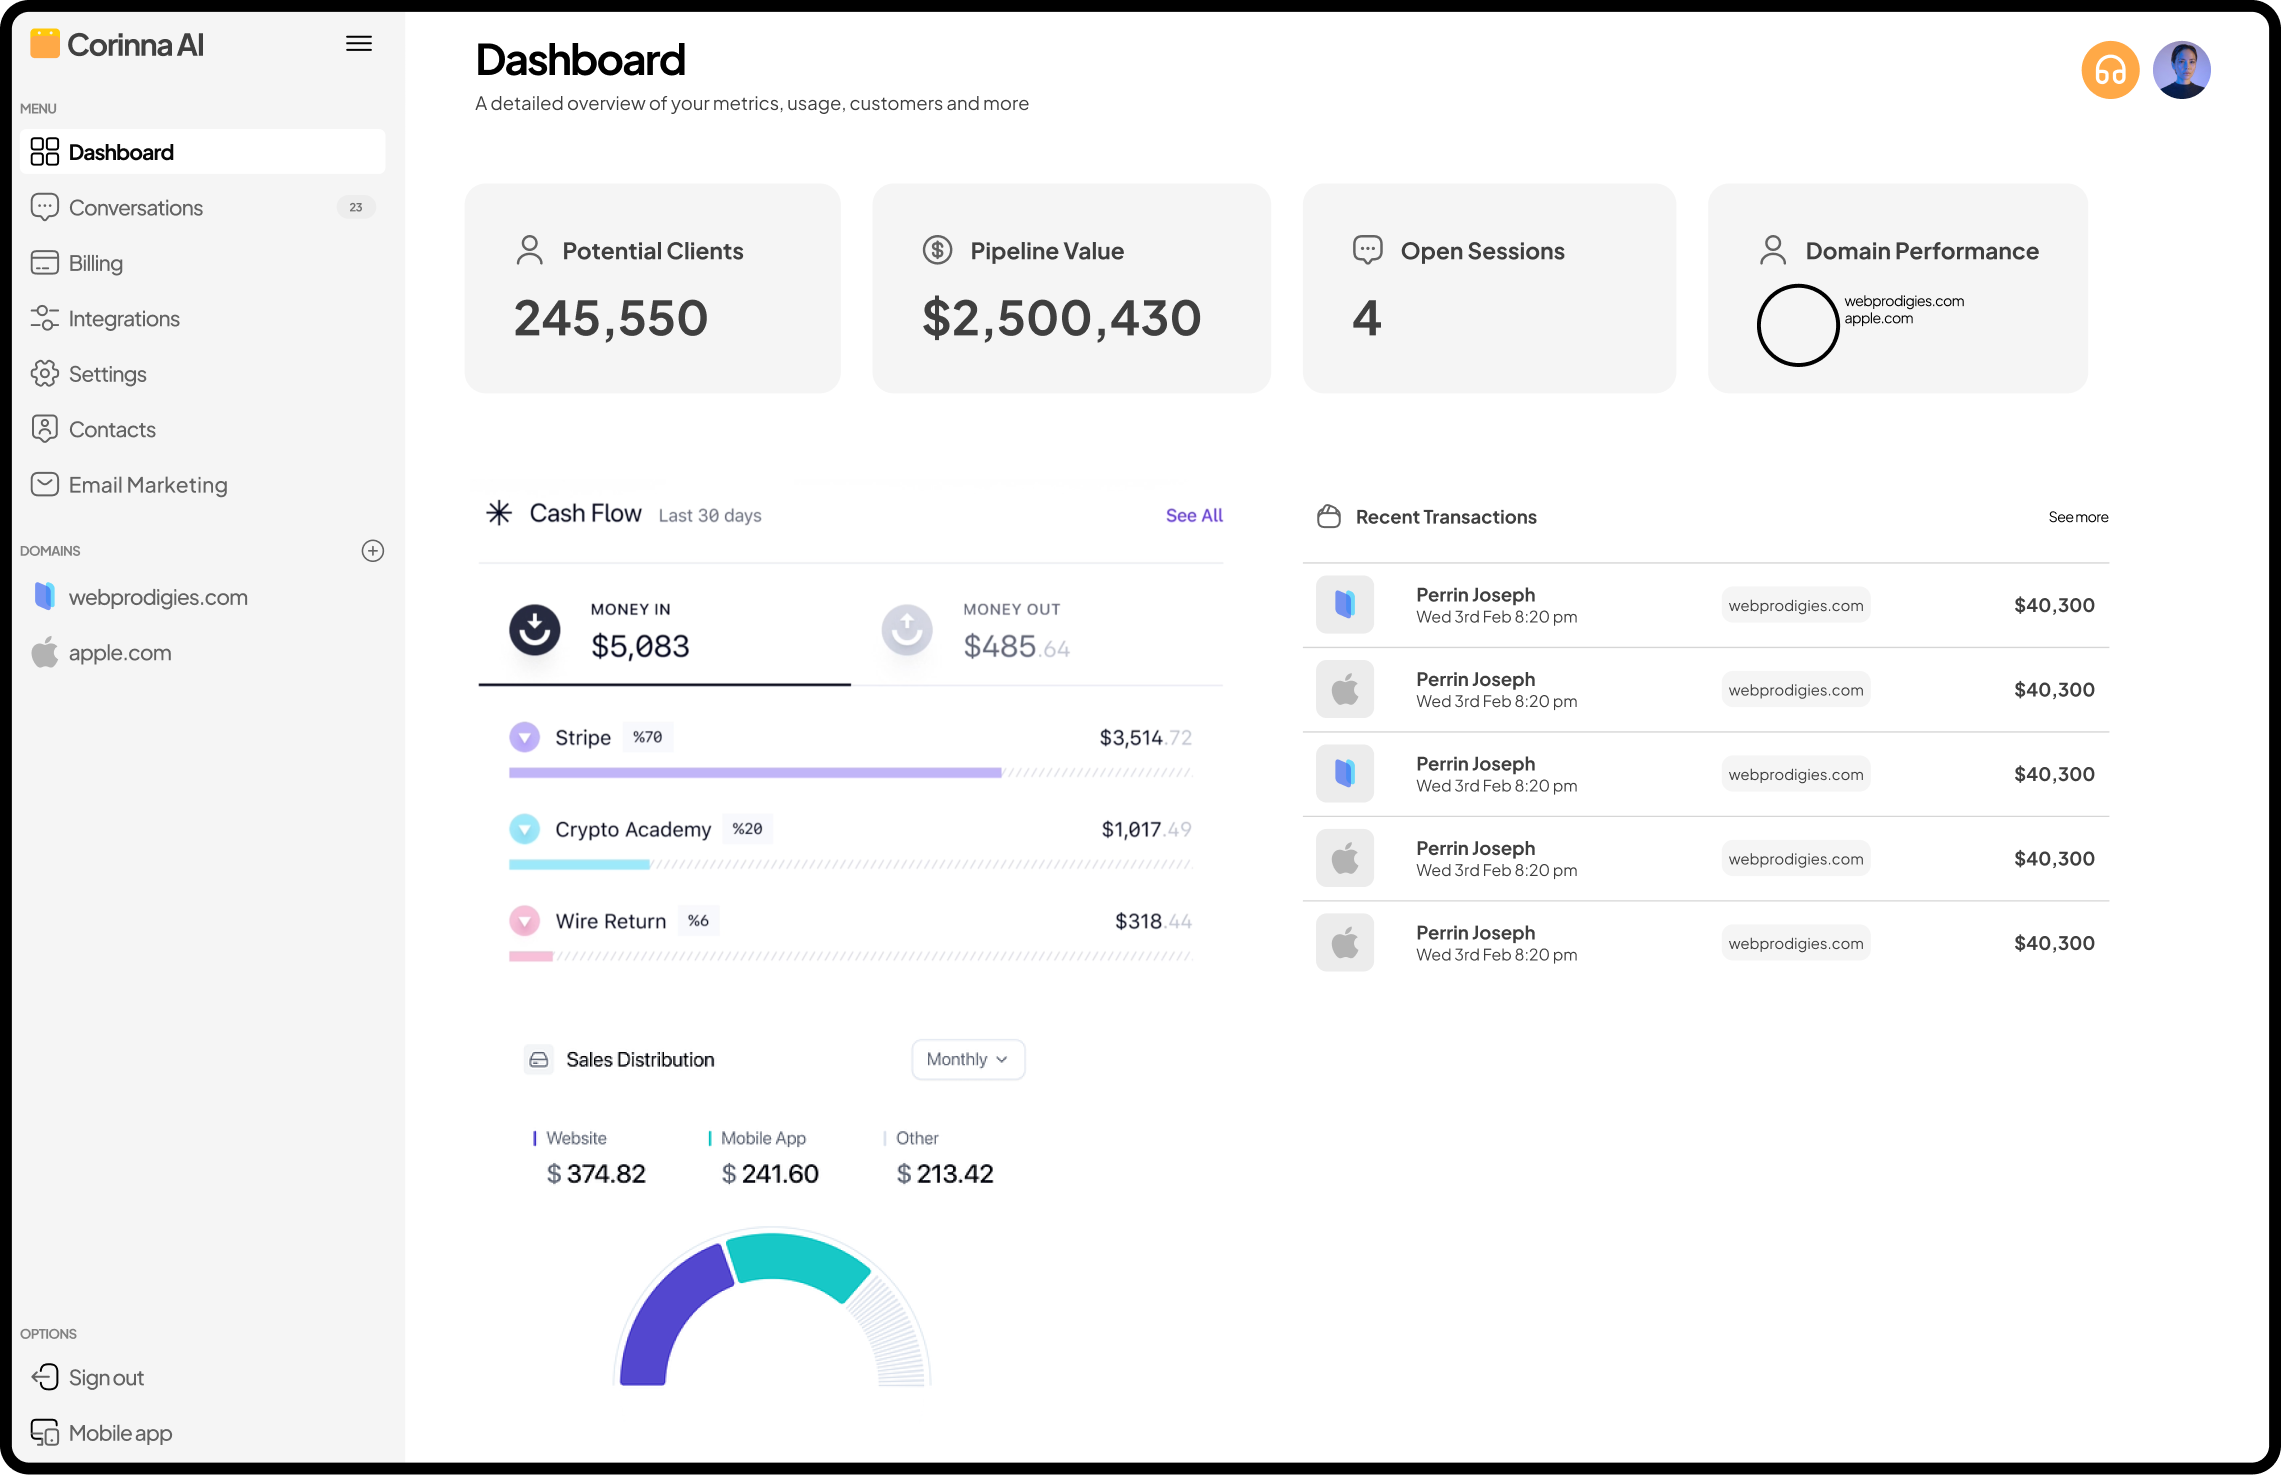 Corinna AI
MENU
Dashboard
Conversations
23
Billing
Integrations
Settings
Contacts
Email Marketing
DOMAINS
webprodigies.com
apple.com
OPTIONS
Sign out
Mobile app
Dashboard
A detailed overview of your metrics, usage, customers and more
Potential Clients
245,550
Pipeline Value
$2,500,430
Open Sessions
4
Domain Performance
webprodigies.com
apple.com
Cash Flow Last 30 days See All
MONEY IN
$5,083
MONEY OUT
$485.64
Stripe %70 $3,514.72
Crypto Academy %20 $1,017.49
Wire Return %6 $318.44
Recent Transactions See more
Perrin Joseph
Wed 3rd Feb 8:20 pm
webprodigies.com
$40,300
Perrin Joseph
Wed 3rd Feb 8:20 pm
webprodigies.com
$40,300
Perrin Joseph
Wed 3rd Feb 8:20 pm
webprodigies.com
$40,300
Perrin Joseph
Wed 3rd Feb 8:20 pm
webprodigies.com
$40,300
Perrin Joseph
Wed 3rd Feb 8:20 pm
webprodigies.com
$40,300
Sales Distribution Monthly
Website
$ 374.82
Mobile App
$ 241.60
Other
$ 213.42